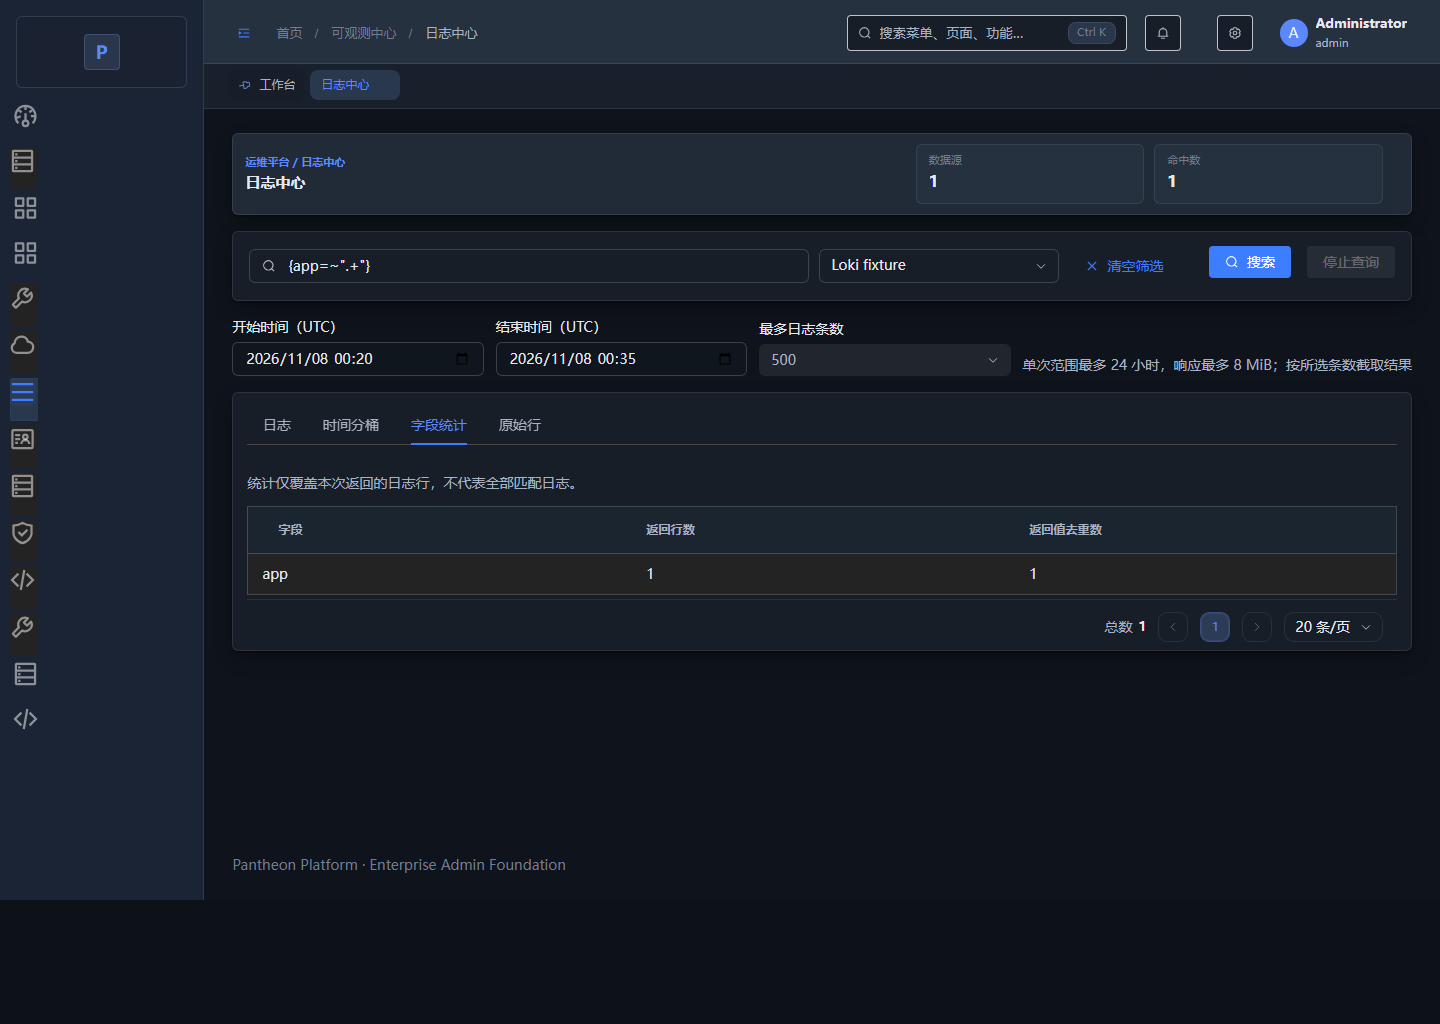 P
首页 / 可观测中心 / 日志中心
搜索菜单、页面、功能... Ctrl K
A
Administrator
admin
工作台
日志中心
运维平台 / 日志中心
日志中心
数据源
1
命中数
1
{app=~".+"}
Loki fixture
清空筛选
搜索
停止查询
开始时间（UTC）
2026/11/08 00:20
结束时间（UTC）
2026/11/08 00:35
最多日志条数
500
单次范围最多 24 小时，响应最多 8 MiB；按所选条数截取结果
日志 时间分桶 字段统计 原始行
统计仅覆盖本次返回的日志行，不代表全部匹配日志。
字段 返回行数 返回值去重数
app 1 1
总数 1 1 20 条/页
Pantheon Platform · Enterprise Admin Foundation